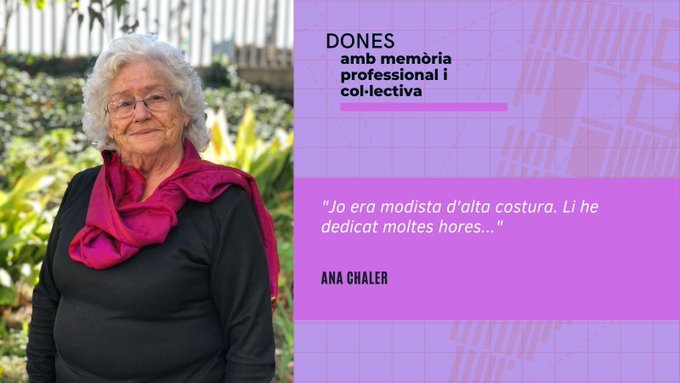 DONES
amb memòria
professional i
col·lectiva
"Jo era modista d'alta costura. Li he
dedicat moltes hores..."
ANA CHALER